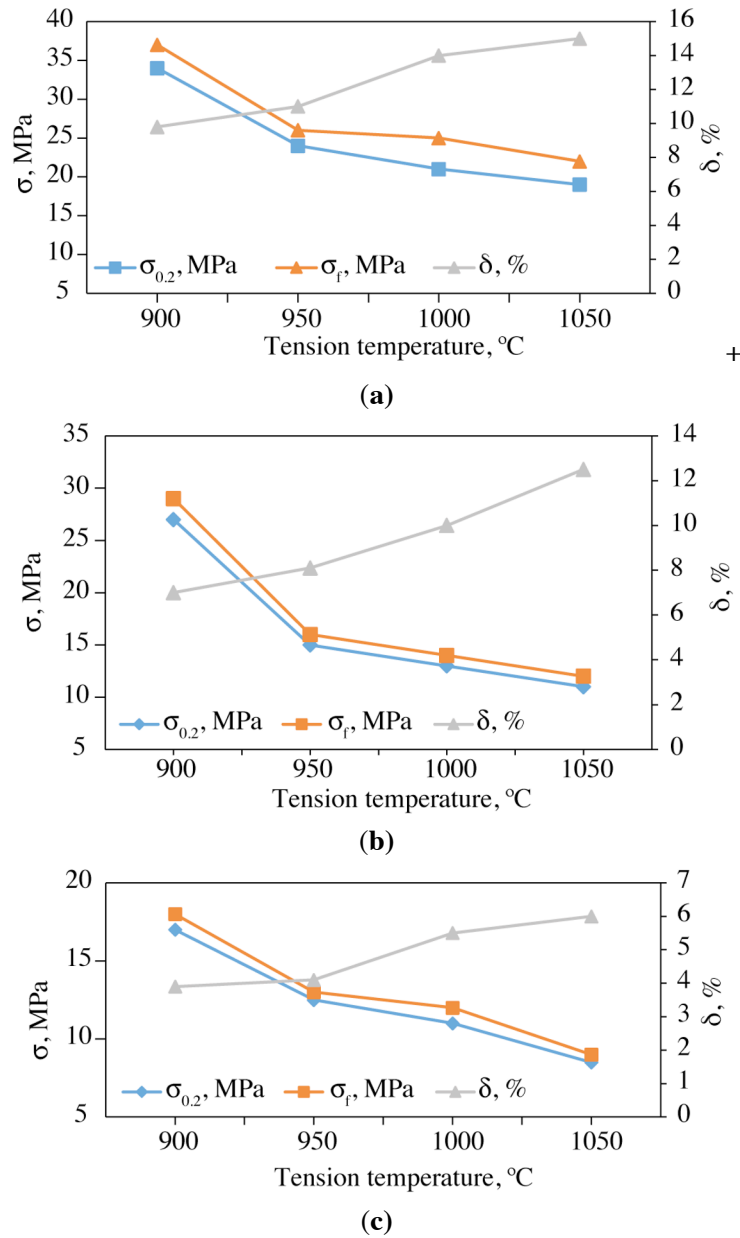 40
35
30
25
20
15
10
5
σ, MPa
16
14
12
10
8
6
4
2
0
δ, %
σ0.2, MPa σf, MPa δ, %
900 950 1000 1050
Tension temperature, ºC
+
(a)
35
30
25
20
15
10
5
σ, MPa
14
12
10
8
6
4
2
0
δ, %
σ0.2, MPa σf, MPa δ, %
900 950 1000 1050
Tension temperature, ºC
(b)
20
15
10
5
σ, MPa
7
6
5
4
3
2
1
0
δ, %
σ0.2, MPa σf, MPa δ, %
900 950 1000 1050
Tension temperature, ºC
(c)